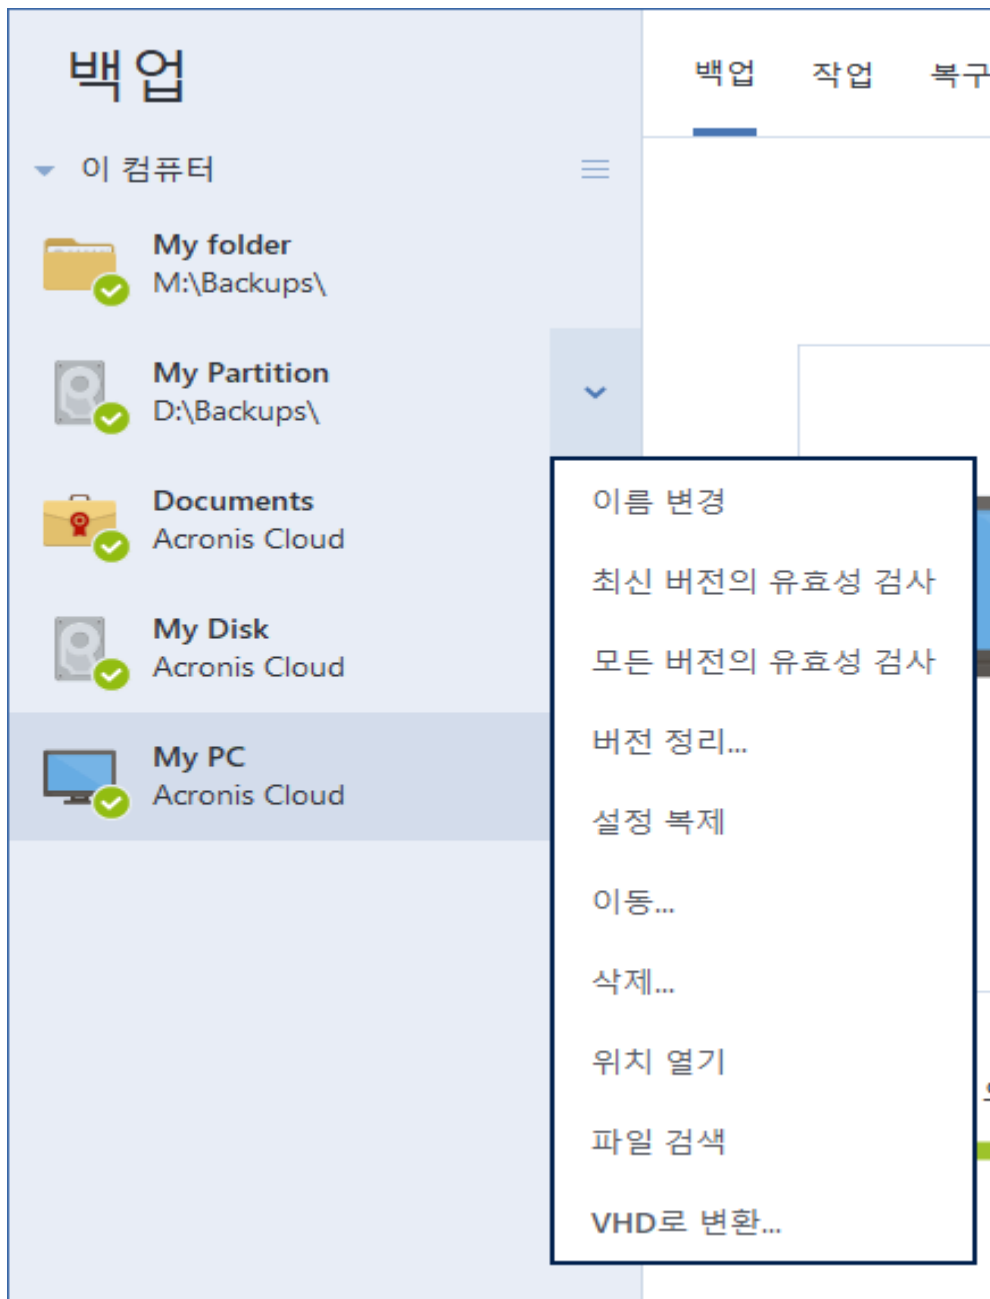 백업
이 컴퓨터
My folder
M:\Backups\
My Partition
D:\Backups\
Documents
Acronis Cloud
My Disk
Acronis Cloud
My PC
Acronis Cloud
백업 작업 복구
이름 변경
최신 버전의 유효성 검사
모든 버전의 유효성 검사
버전 정리...
설정 복제
이동...
삭제...
위치 열기
파일 검색
VHD로 변환...